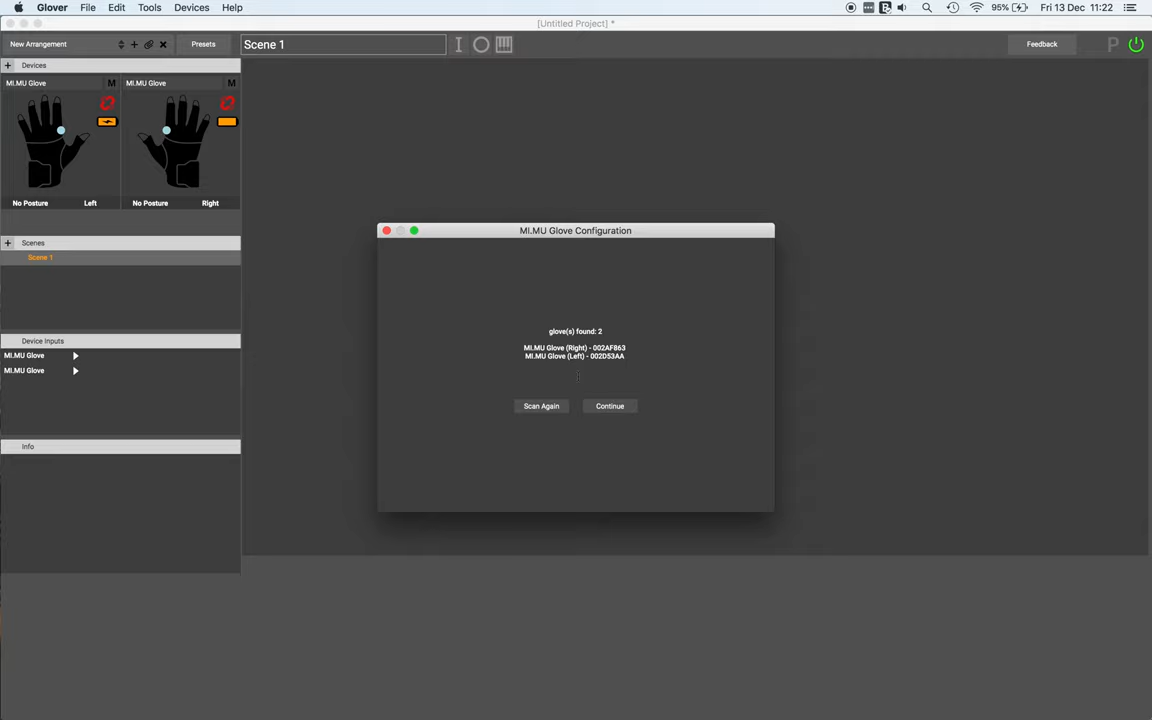 Glover File Edit Tools Devices Help 95% Fri 13 Dec 11:22
[Untitled Project] *
New Arrangement Presets Scene 1 Feedback P
Devices
MI.MU Glove M MI.MU Glove M
No Posture Left No Posture Right
Scenes
Scene 1
Device Inputs
MI.MU Glove
MI.MU Glove
Info
MI.MU Glove Configuration
glove(s) found: 2
MI.MU Glove (Right) - 002AF863
MI.MU Glove (Left) - 002D53AA
Scan Again Continue